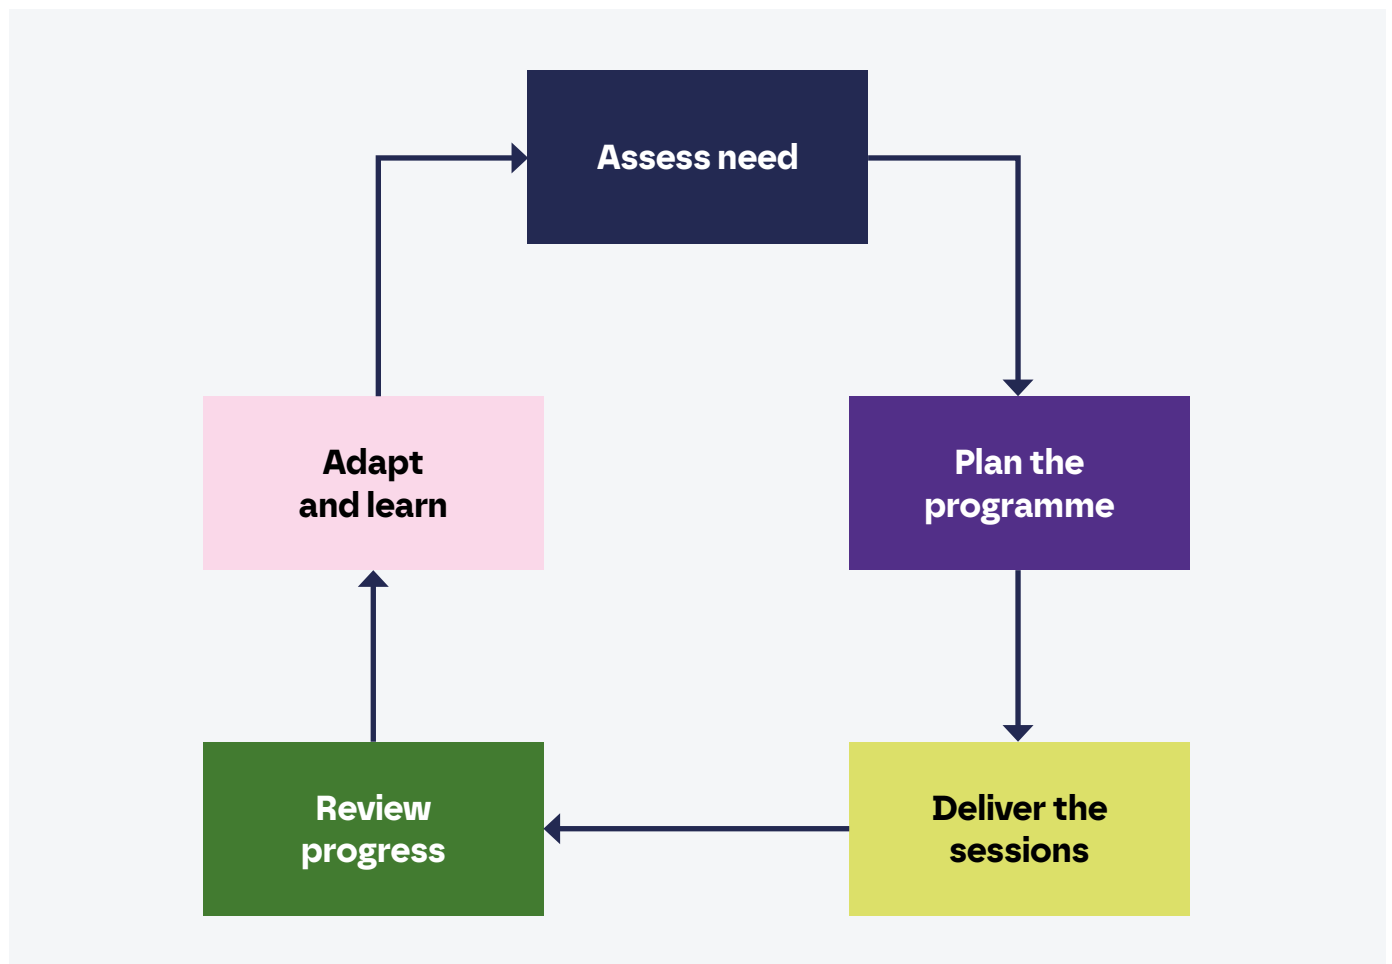 Assess need
Plan the
programme
Deliver the
sessions
Review
progress
Adapt
and learn